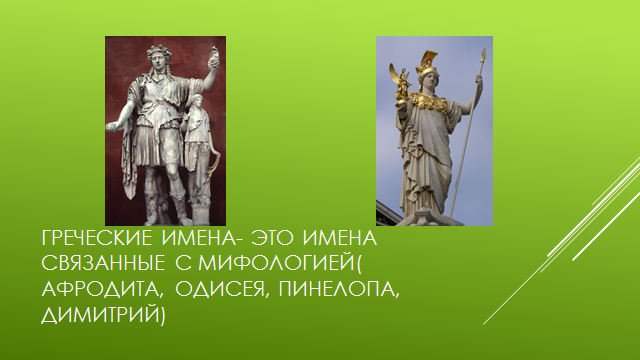 ГРЕЧЕСКИЕ ИМЕНА- ЭТО ИМЕНА
СВЯЗАННЫЕ С МИФОЛОГИЕЙ(
АФРОДИТА, ОДИСЕЯ, ПИНЕЛОПА,
ДИМИТРИЙ)